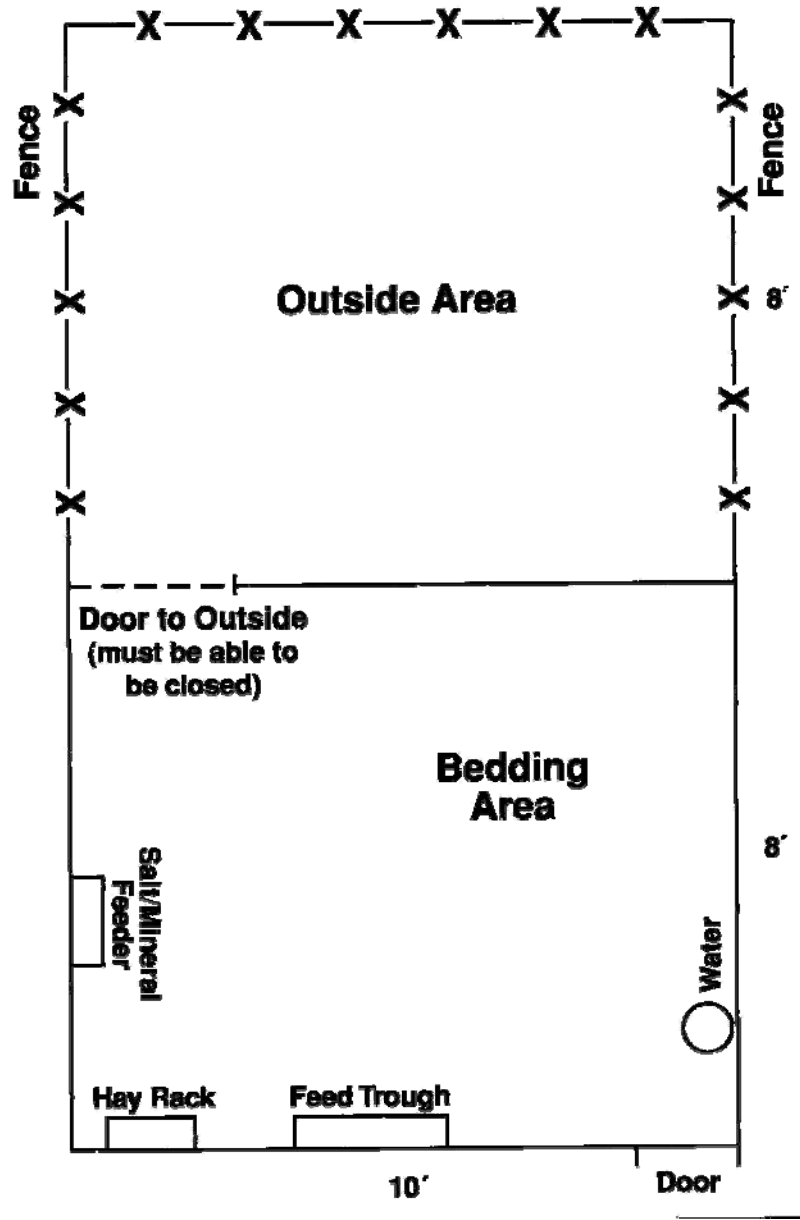 Fence
Fence
Outside Area
8´
Door to Outside
(must be able to
be closed)
Bedding
Area
8´
Salt/Mineral
Feeder
Water
Hay Rack
Feed Trough
10´
Door